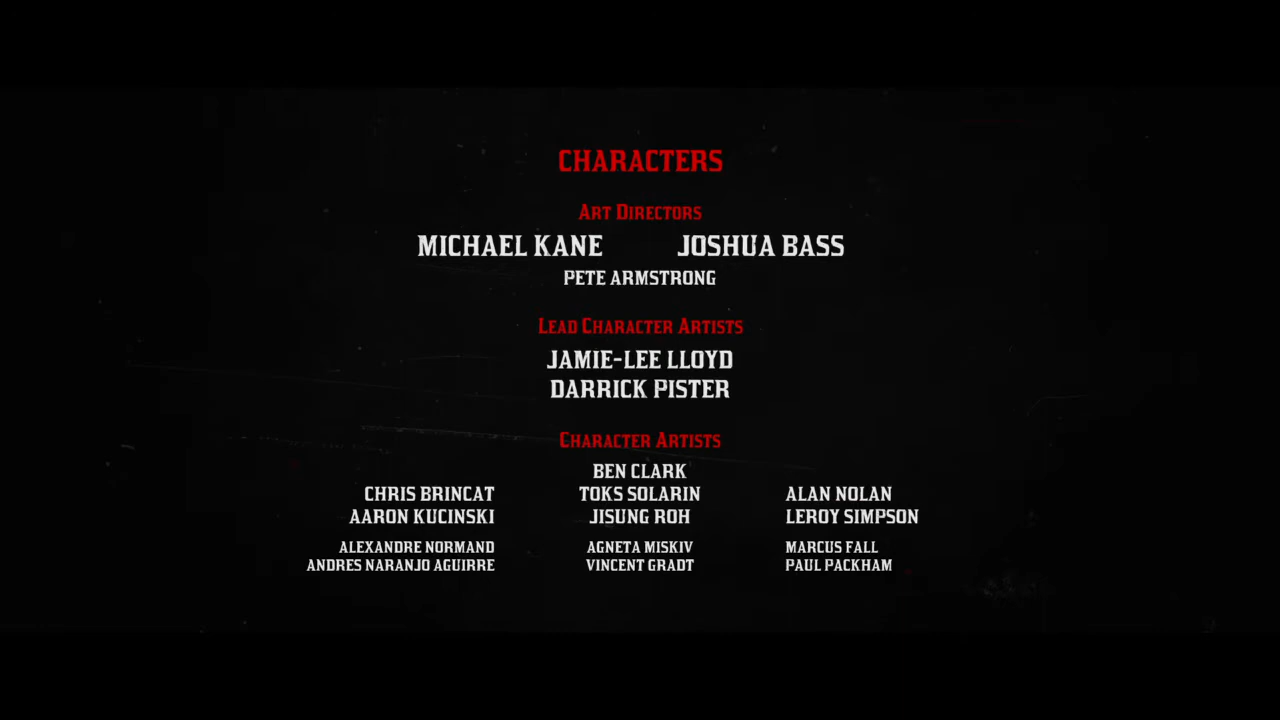 CHARACTERS
ART DIRECTORS
MICHAEL KANE JOSHUA BASS
PETE ARMSTRONG
LEAD CHARACTER ARTISTS
JAMIE-LEE LLOYD
DARRICK PISTER
CHARACTER ARTISTS
BEN CLARK
CHRIS BRINCAT TOKS SOLARIN ALAN NOLAN
AARON KUCINSKI JISUNG ROH LEROY SIMPSON
ALEXANDRE NORMAND AGNETA MISKIV MARCUS FALL
ANDRES NARANJO AGUIRRE VINCENT GRADT PAUL PACKHAM